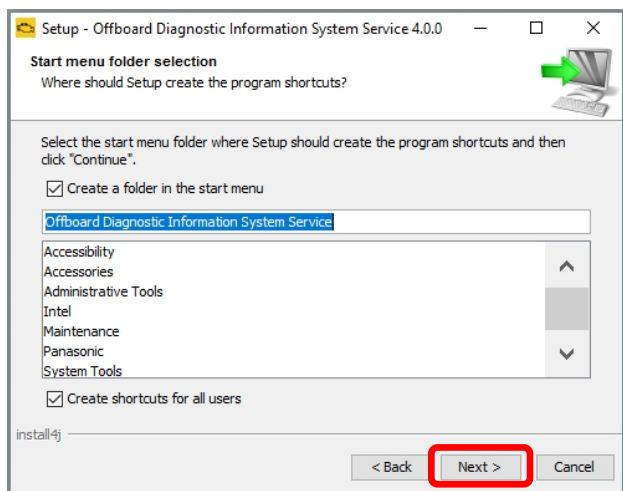 Setup - Offboard Diagnostic Information System Service 4.0.0
Start menu folder selection
Where should Setup create the program shortcuts?
Select the start menu folder where Setup should create the program shortcuts and then
click "Continue".
Create a folder in the start menu
Offboard Diagnostic Information System Service
Accessibility
Accessories
Administrative Tools
Intel
Maintenance
Panasonic
System Tools
Create shortcuts for all users
install4j
< Back Next > Cancel